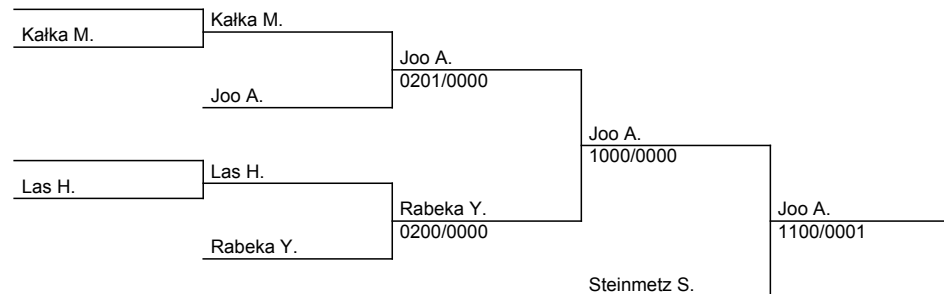 Kałka M.
Kałka M.
Joo A.
0201/0000
Joo A.
Joo A.
1000/0000
Las H.
Las H.
Rabeka Y.
0200/0000
Joo A.
1100/0001
Rabeka Y.
Steinmetz S.